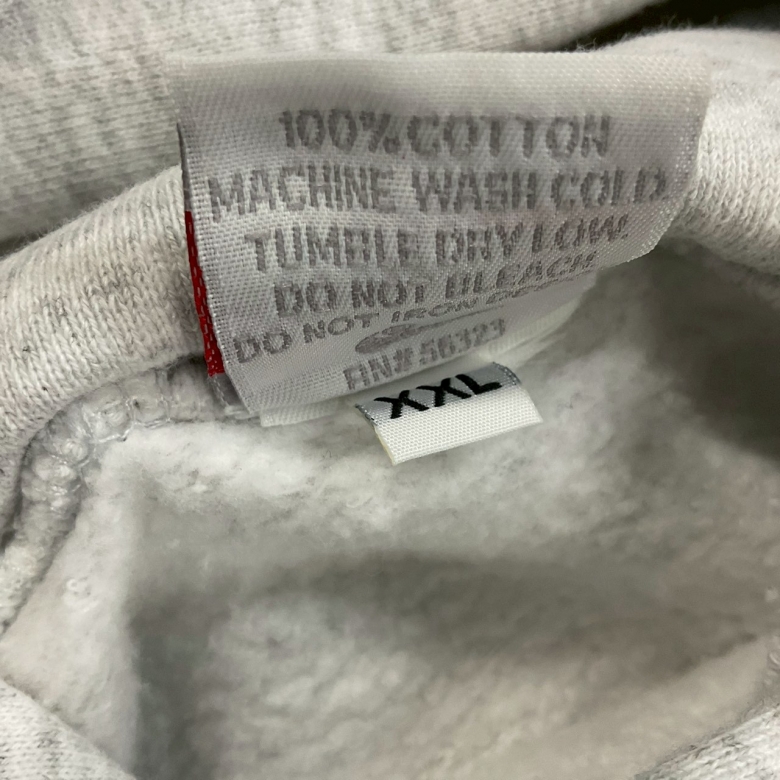 100% COTTON
MACHINE WASH COLD
TUMBLE DRY LOW
DO NOT BLEACH
DO NOT IRON
RN# 56323
XXL